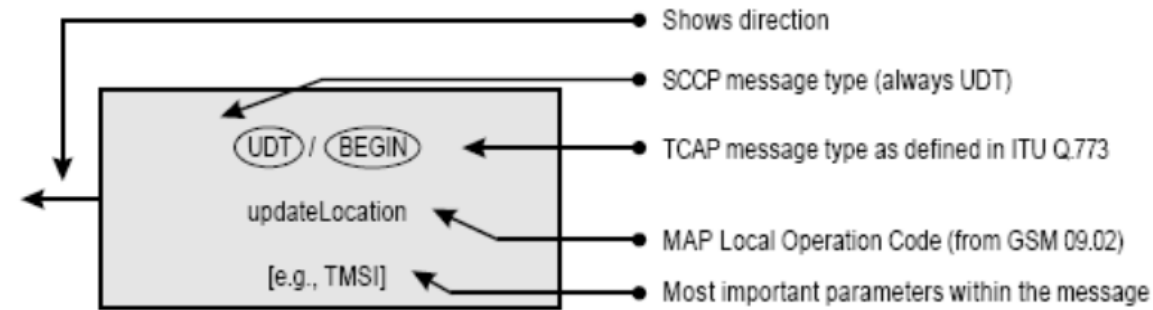 Shows direction
SCCP message type (always UDT)
UDT / BEGIN
TCAP message type as defined in ITU Q.773
updateLocation
MAP Local Operation Code (from GSM 09.02)
[e.g., TMSI]
Most important parameters within the message